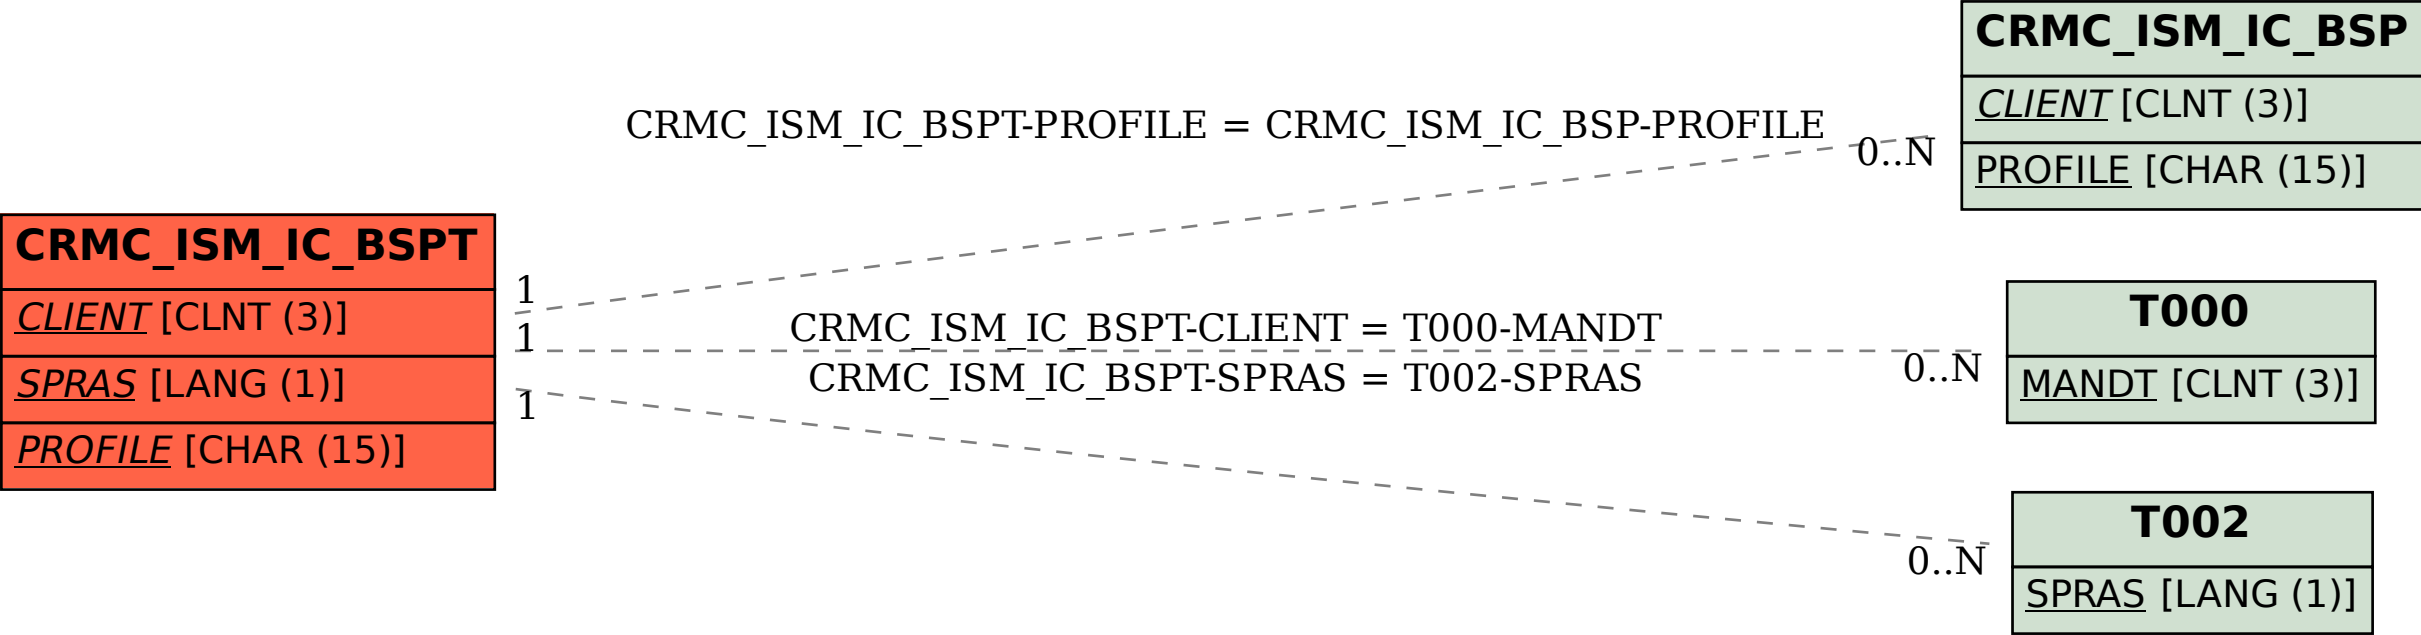 CRMC_ISM_IC_BSP
CLIENT [CLNT (3)]
PROFILE [CHAR (15)]
CRMC_ISM_IC_BSPT-PROFILE = CRMC_ISM_IC_BSP-PROFILE
0..N
CRMC_ISM_IC_BSPT
CLIENT [CLNT (3)]
SPRAS [LANG (1)]
PROFILE [CHAR (15)]
1
1
1
CRMC_ISM_IC_BSPT-CLIENT = T000-MANDT
CRMC_ISM_IC_BSPT-SPRAS = T002-SPRAS
0..N
T000
MANDT [CLNT (3)]
0..N
T002
SPRAS [LANG (1)]